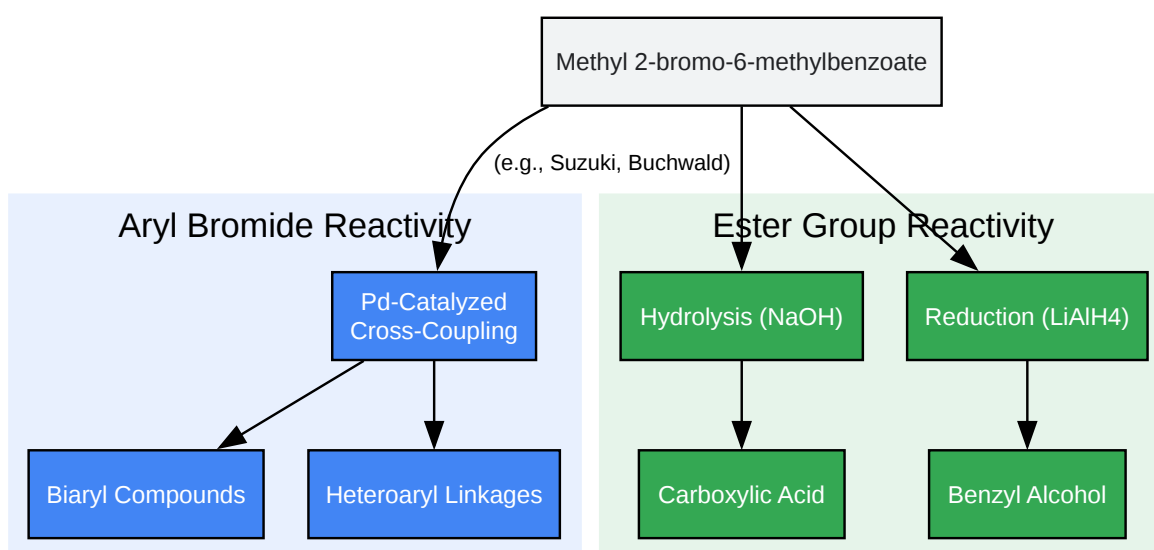 Methyl 2-bromo-6-methylbenzoate
(e.g., Suzuki, Buchwald)
Aryl Bromide Reactivity
Ester Group Reactivity
Pd-Catalyzed
Cross-Coupling
Hydrolysis (NaOH)
Reduction (LiAlH4)
Biaryl Compounds
Heteroaryl Linkages
Carboxylic Acid
Benzyl Alcohol